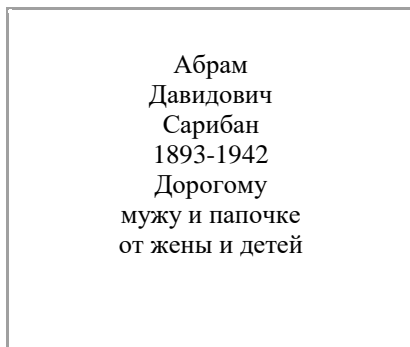 Абрам
Давидович
Сарибан
1893-1942
Дорогому
мужу и папочке
от жены и детей